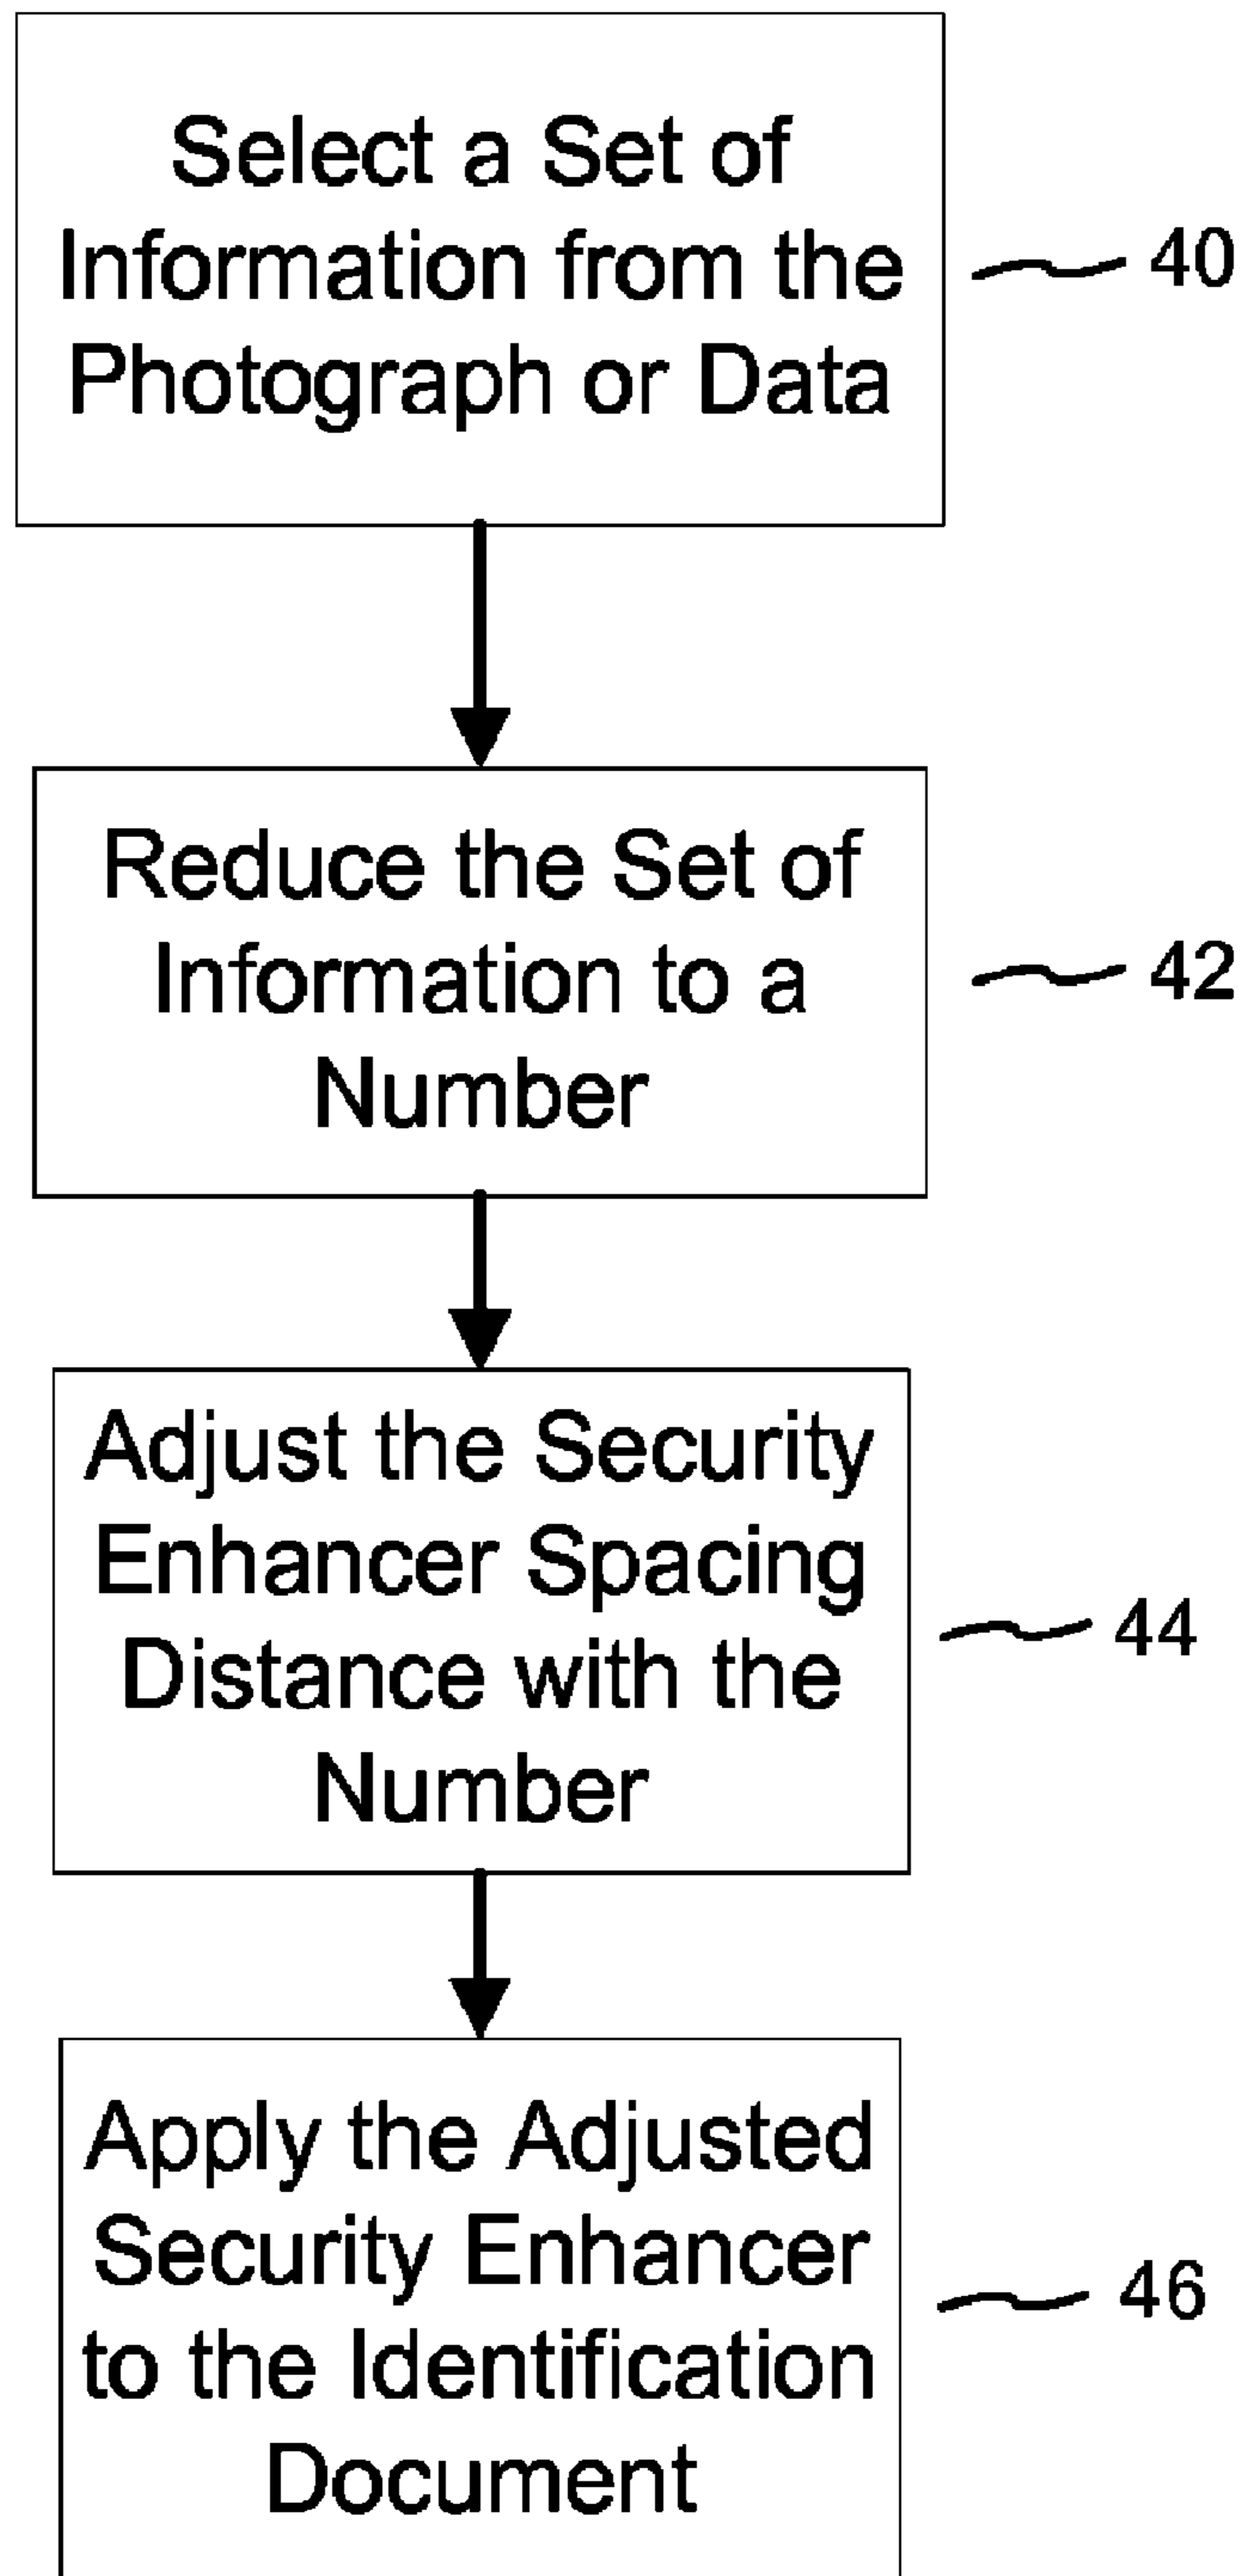 Select a Set of
Information from the
Photograph or Data
40
Reduce the Set of
Information to a
Number
42
Adjust the Security
Enhancer Spacing
Distance with the
Number
44
Apply the Adjusted
Security Enhancer
to the Identification
Document
46